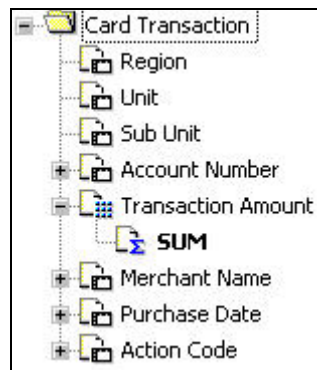 Card Transaction
Region
Unit
Sub Unit
Account Number
Transaction Amount
SUM
Merchant Name
Purchase Date
Action Code